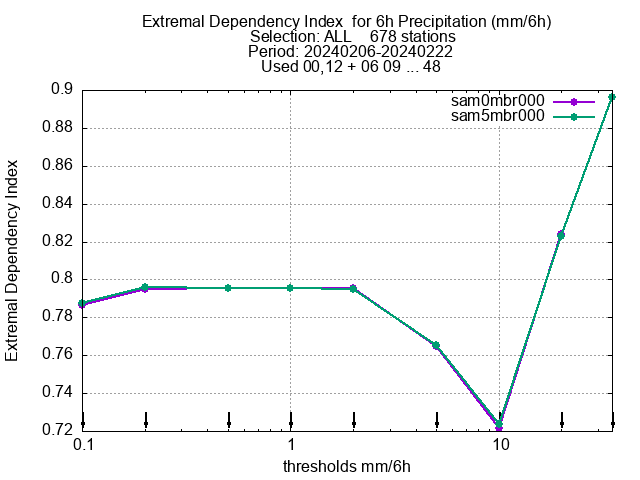 Extremal Dependency Index  for 6h Precipitation (mm/6h)
Selection: ALL    678 stations
Period: 20240206-20240222
Used 00,12 + 06 09 ... 48
sam0mbr000
sam5mbr000
0.9
0.88
0.86
0.84
0.82
0.8
0.78
0.76
0.74
0.72
Extremal Dependency Index
0.1
1
10
thresholds mm/6h